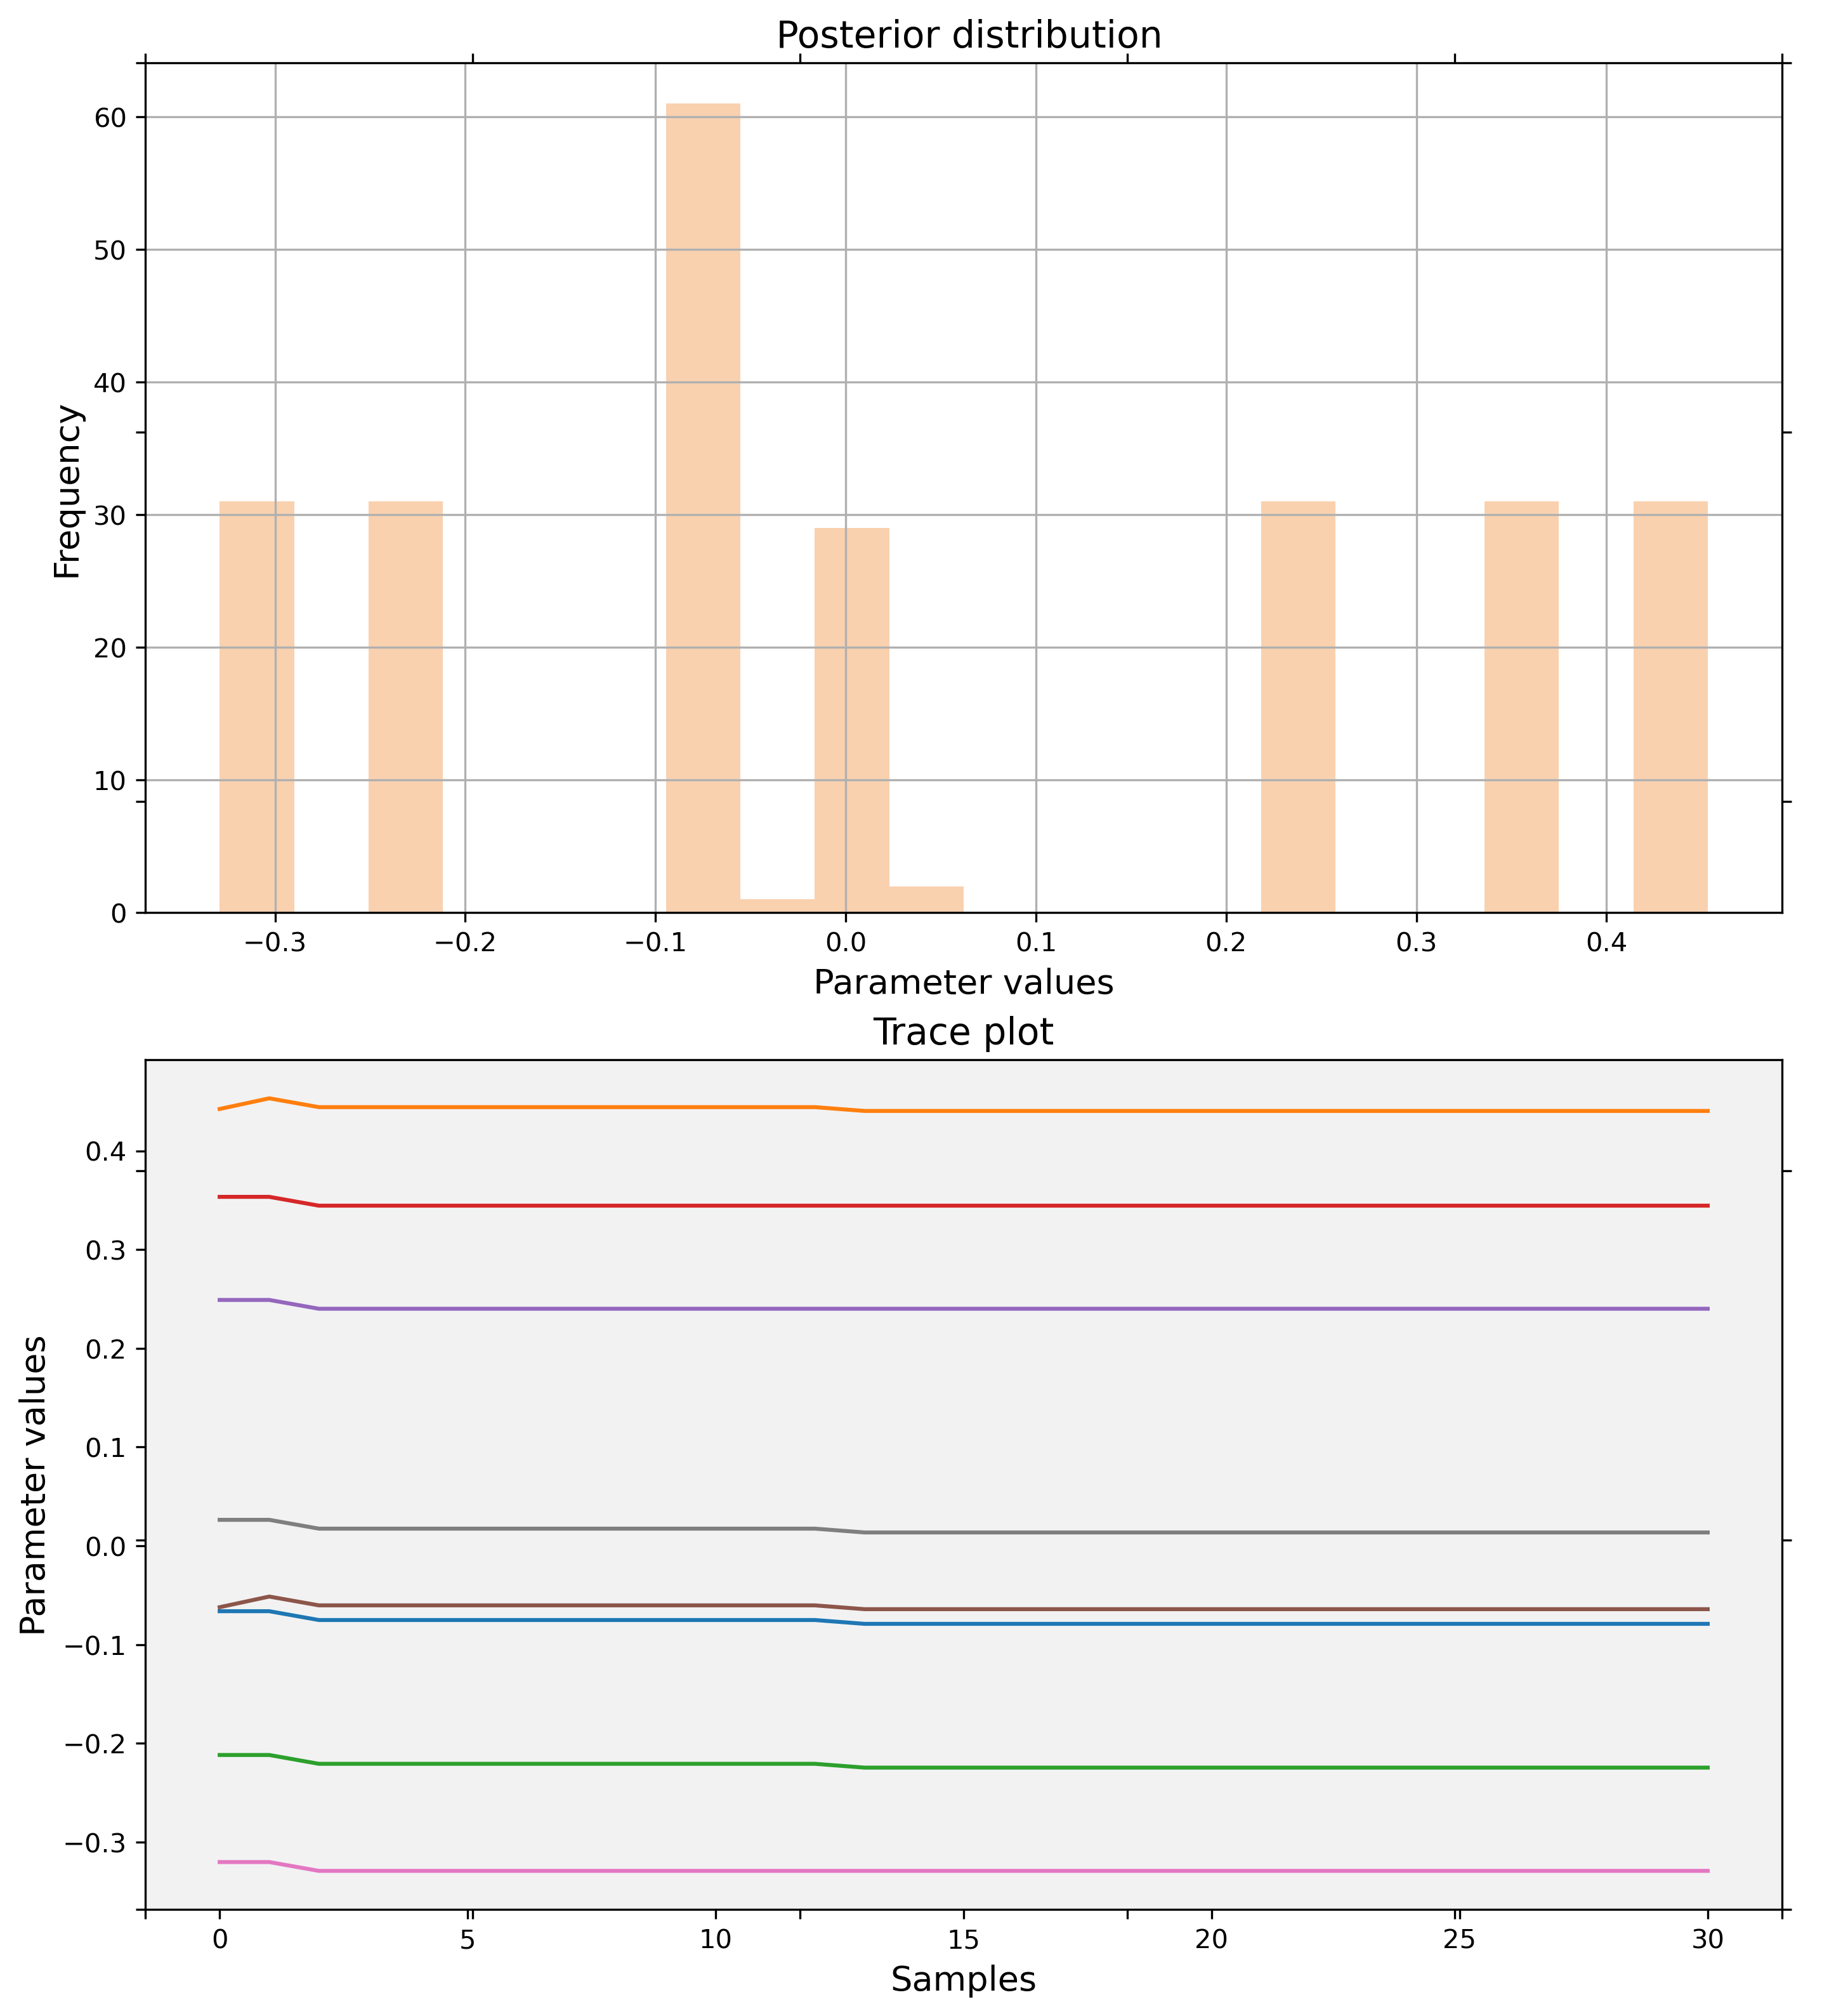 Posterior distribution
60
50
40
30
20
10
0
Frequency
−0.3 −0.2 −0.1 0.0 0.1 0.2 0.3 0.4
Parameter values
Trace plot
0.4
0.3
0.2
0.1
0.0
−0.1
−0.2
−0.3
Parameter values
0 5 10 15 20 25 30
Samples